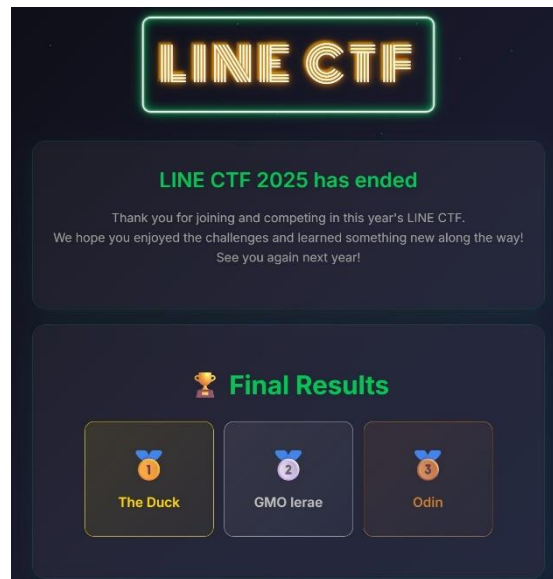 LINE CTF
LINE CTF 2025 has ended
Thank you for joining and competing in this year's LINE CTF.
We hope you enjoyed the challenges and learned something new along the way!
See you again next year!
Final Results
1
2
3
The Duck
GMO Ierae
Odin